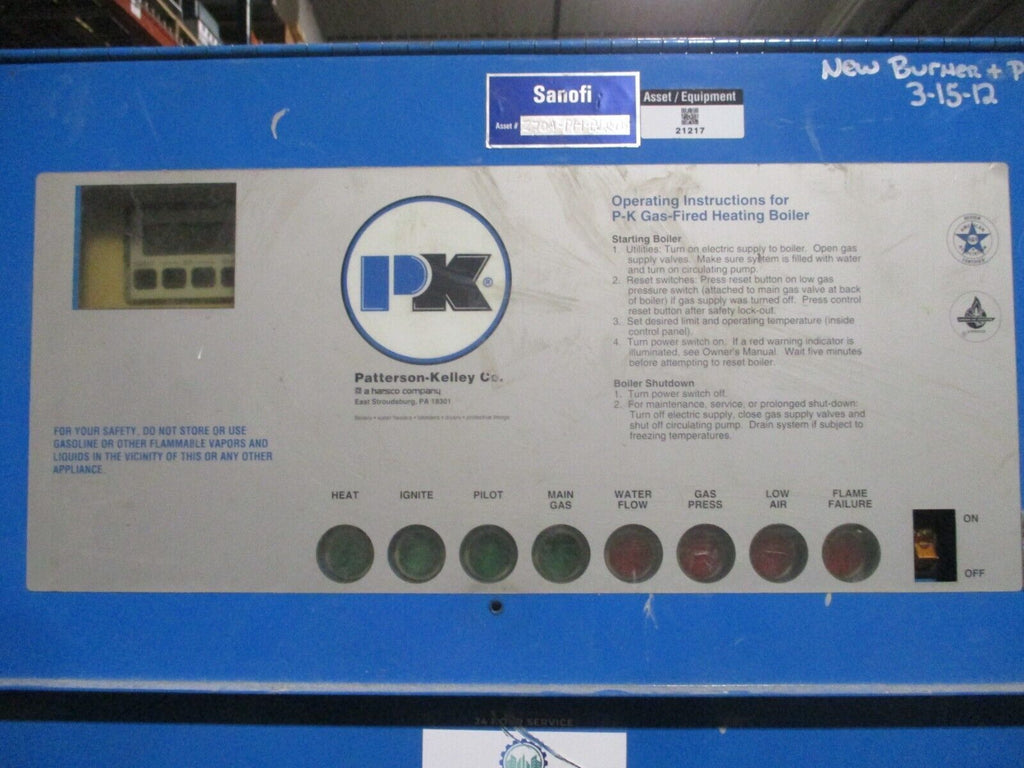 New Burner + P
3-15-12
Sanofi
Asset #
Asset / Equipment
21217
PK®
Patterson-Kelley Co.
a harsco company
East Stroudsburg, PA 18301
Operating Instructions for
P-K Gas-Fired Heating Boiler
Starting Boiler
1. Utilities: Turn on electric supply to boiler. Open gas
supply valves. Make sure system is filled with water
and turn on circulating pump.
2. Reset switches: Press reset button on low gas
pressure switch (attached to main gas valve at back
of boiler) if gas supply was turned off. Press control
reset button after safety lock-out.
3. Set desired limit and operating temperature (inside
control panel).
4. Turn power switch on. If a red warning indicator is
illuminated, see Owner's Manual. Wait five minutes
before attempting to reset boiler.
Boiler Shutdown
1. Turn power switch off.
2. For maintenance, service, or prolonged shut-down:
Turn off electric supply, close gas supply valves and
shut off circulating pump. Drain system if subject to
freezing temperatures.
FOR YOUR SAFETY, DO NOT STORE OR USE
GASOLINE OR OTHER FLAMMABLE VAPORS AND
LIQUIDS IN THE VICINITY OF THIS OR ANY OTHER
APPLIANCE.
HEAT IGNITE PILOT MAIN GAS WATER FLOW GAS PRESS LOW AIR FLAME FAILURE
ON
OFF
24 HOUR SERVICE